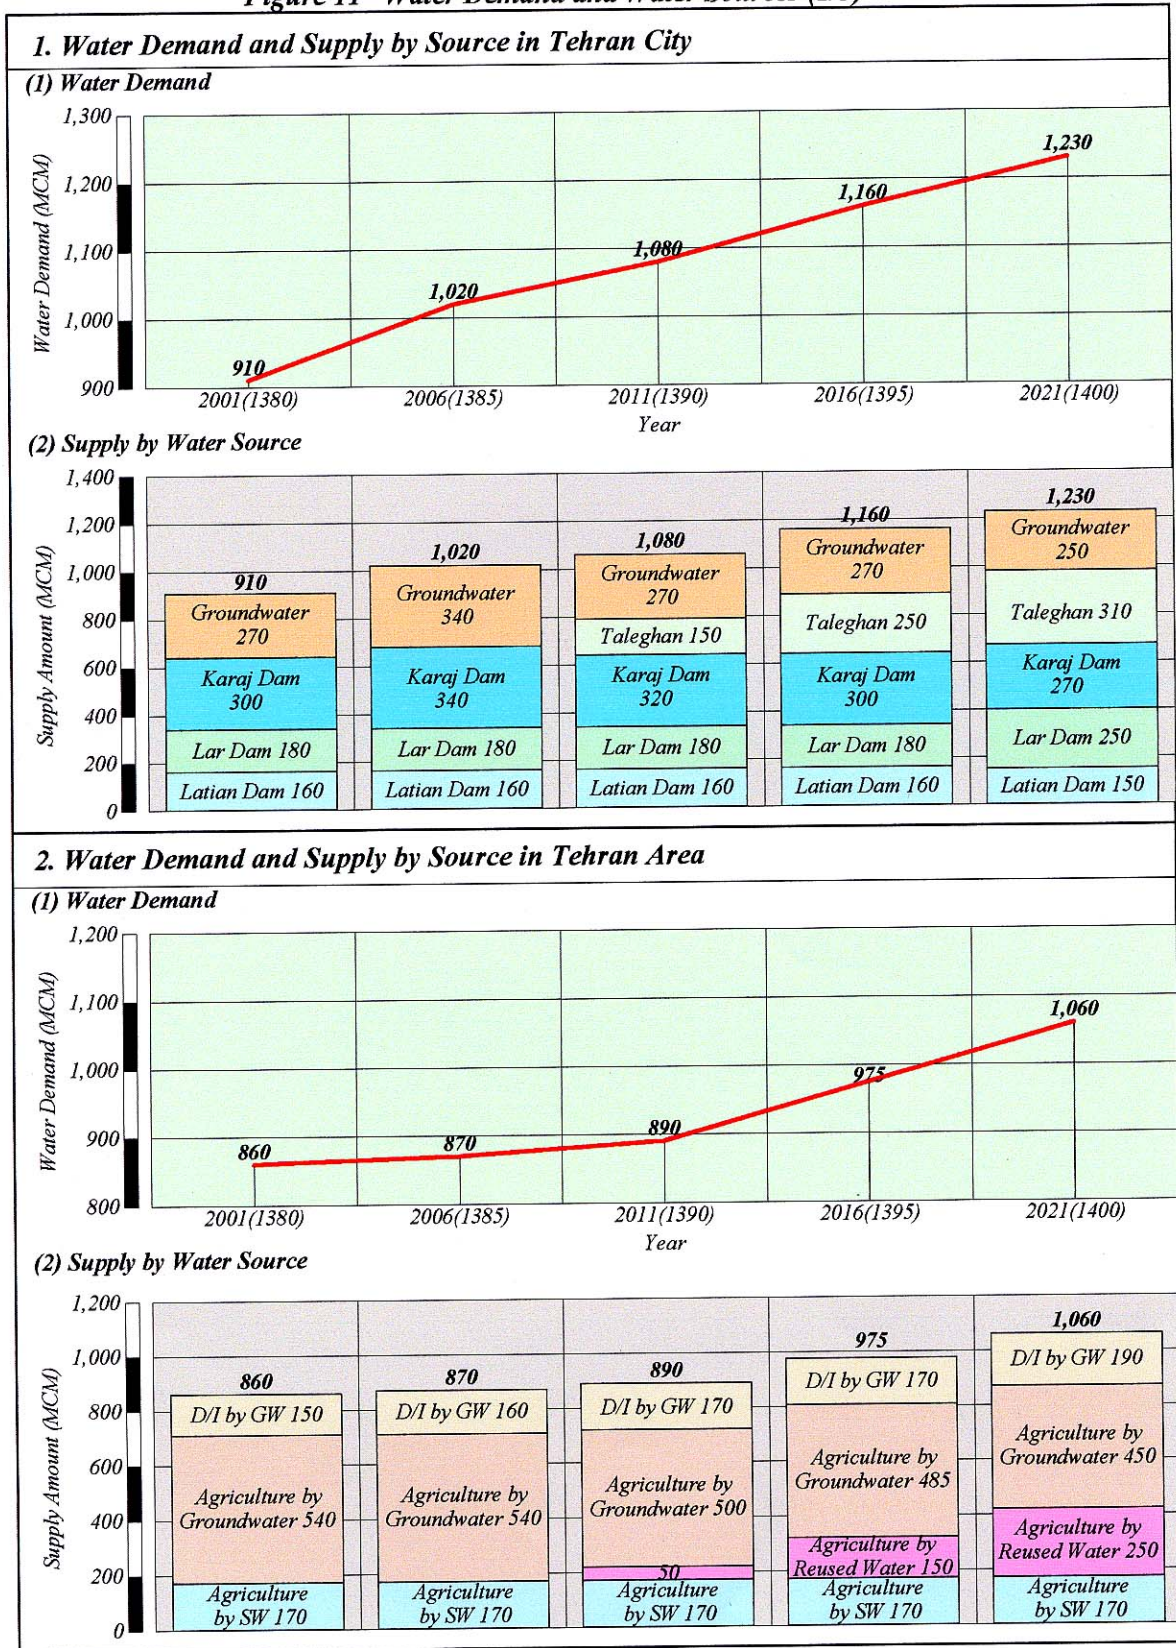 Figure 11 Water Demand and Water Sources
1. Water Demand and Supply by Source in Tehran City
(1) Water Demand
Water Demand (MCM)
1,300
1,200
1,100
1,000
900
910
1,020
1,080
1,160
1,230
2001(1380)
2006(1385)
2011(1390)
2016(1395)
2021(1400)
Year
(2) Supply by Water Source
Supply Amount (MCM)
1,400
1,200
1,000
800
600
400
200
0
910
Groundwater
270
Karaj Dam
300
Lar Dam 180
Latian Dam 160
1,020
Groundwater
340
Karaj Dam
340
Lar Dam 180
Latian Dam 160
1,080
Groundwater
270
Taleghan 150
Karaj Dam
320
Lar Dam 180
Latian Dam 160
1,160
Groundwater
270
Taleghan 250
Karaj Dam
300
Lar Dam 180
Latian Dam 160
1,230
Groundwater
250
Taleghan 310
Karaj Dam
270
Lar Dam 250
Latian Dam 150
2. Water Demand and Supply by Source in Tehran Area
(1) Water Demand
Water Demand (MCM)
1,200
1,100
1,000
900
800
860
870
890
975
1,060
2001(1380)
2006(1385)
2011(1390)
2016(1395)
2021(1400)
Year
(2) Supply by Water Source
Supply Amount (MCM)
1,200
1,000
800
600
400
200
0
860
D/I by GW 150
Agriculture by
Groundwater 540
Agriculture
by SW 170
870
D/I by GW 160
Agriculture by
Groundwater 540
Agriculture
by SW 170
890
D/I by GW 170
Agriculture by
Groundwater 500
50
Agriculture
by SW 170
975
D/I by GW 170
Agriculture by
Groundwater 485
Agriculture by
Reused Water 150
Agriculture
by SW 170
1,060
D/I by GW 190
Agriculture by
Groundwater 450
Agriculture by
Reused Water 250
Agriculture
by SW 170